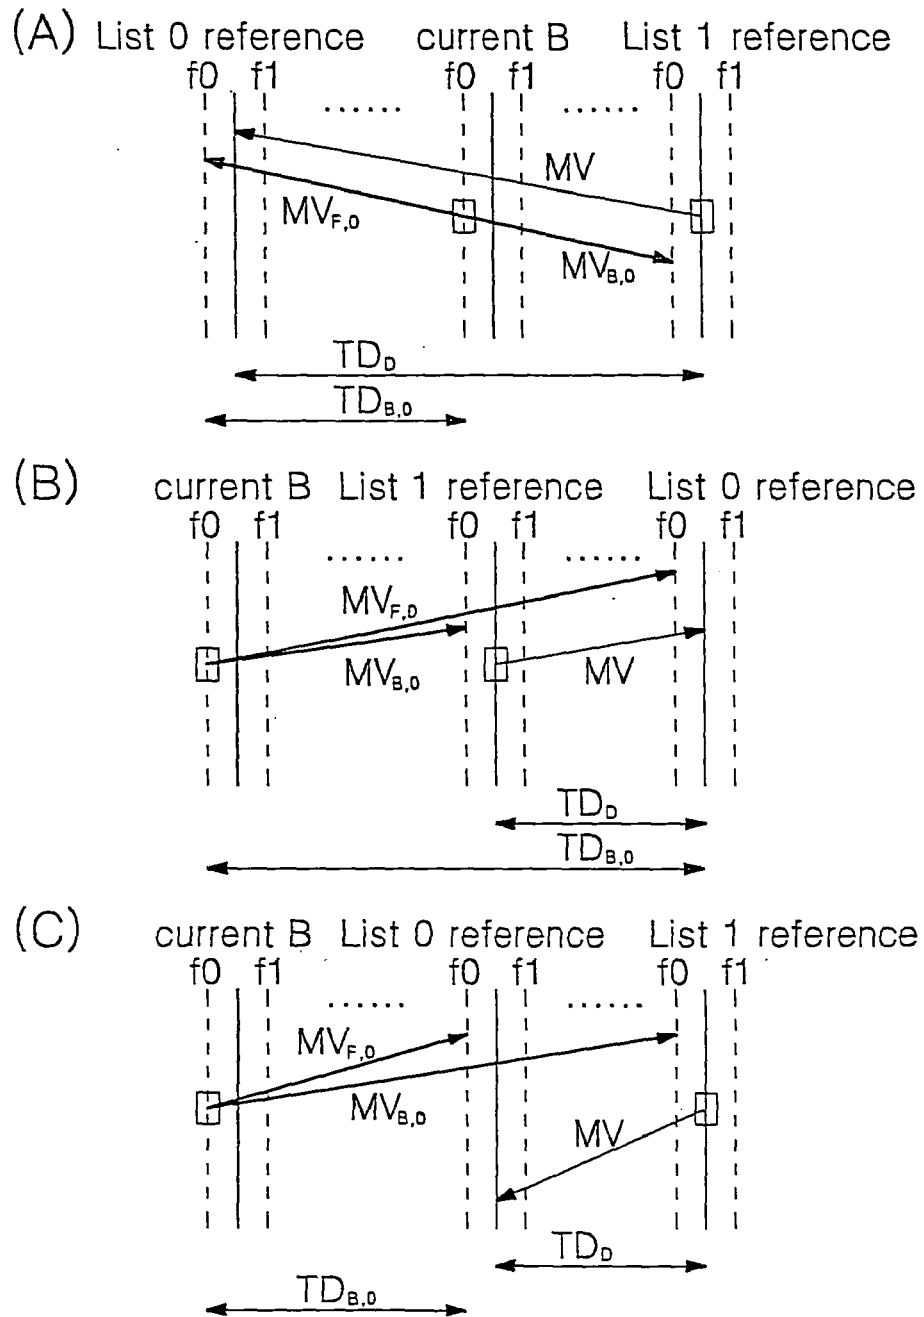 (A) List 0 reference current B List 1 reference
f0 f1 ...... f0 f1 ...... f0 f1
MV
MVF,0
MVB,0
TDD
TDB,0
(B) current B List 1 reference List 0 reference
f0 f1 ...... f0 f1 ...... f0 f1
MVF,0
MVB,0 MV
TDD
TDB,0
(C) current B List 0 reference List 1 reference
f0 f1 ...... f0 f1 ...... f0 f1
MVF,0
MVB,0 MV
TDD
TDB,0